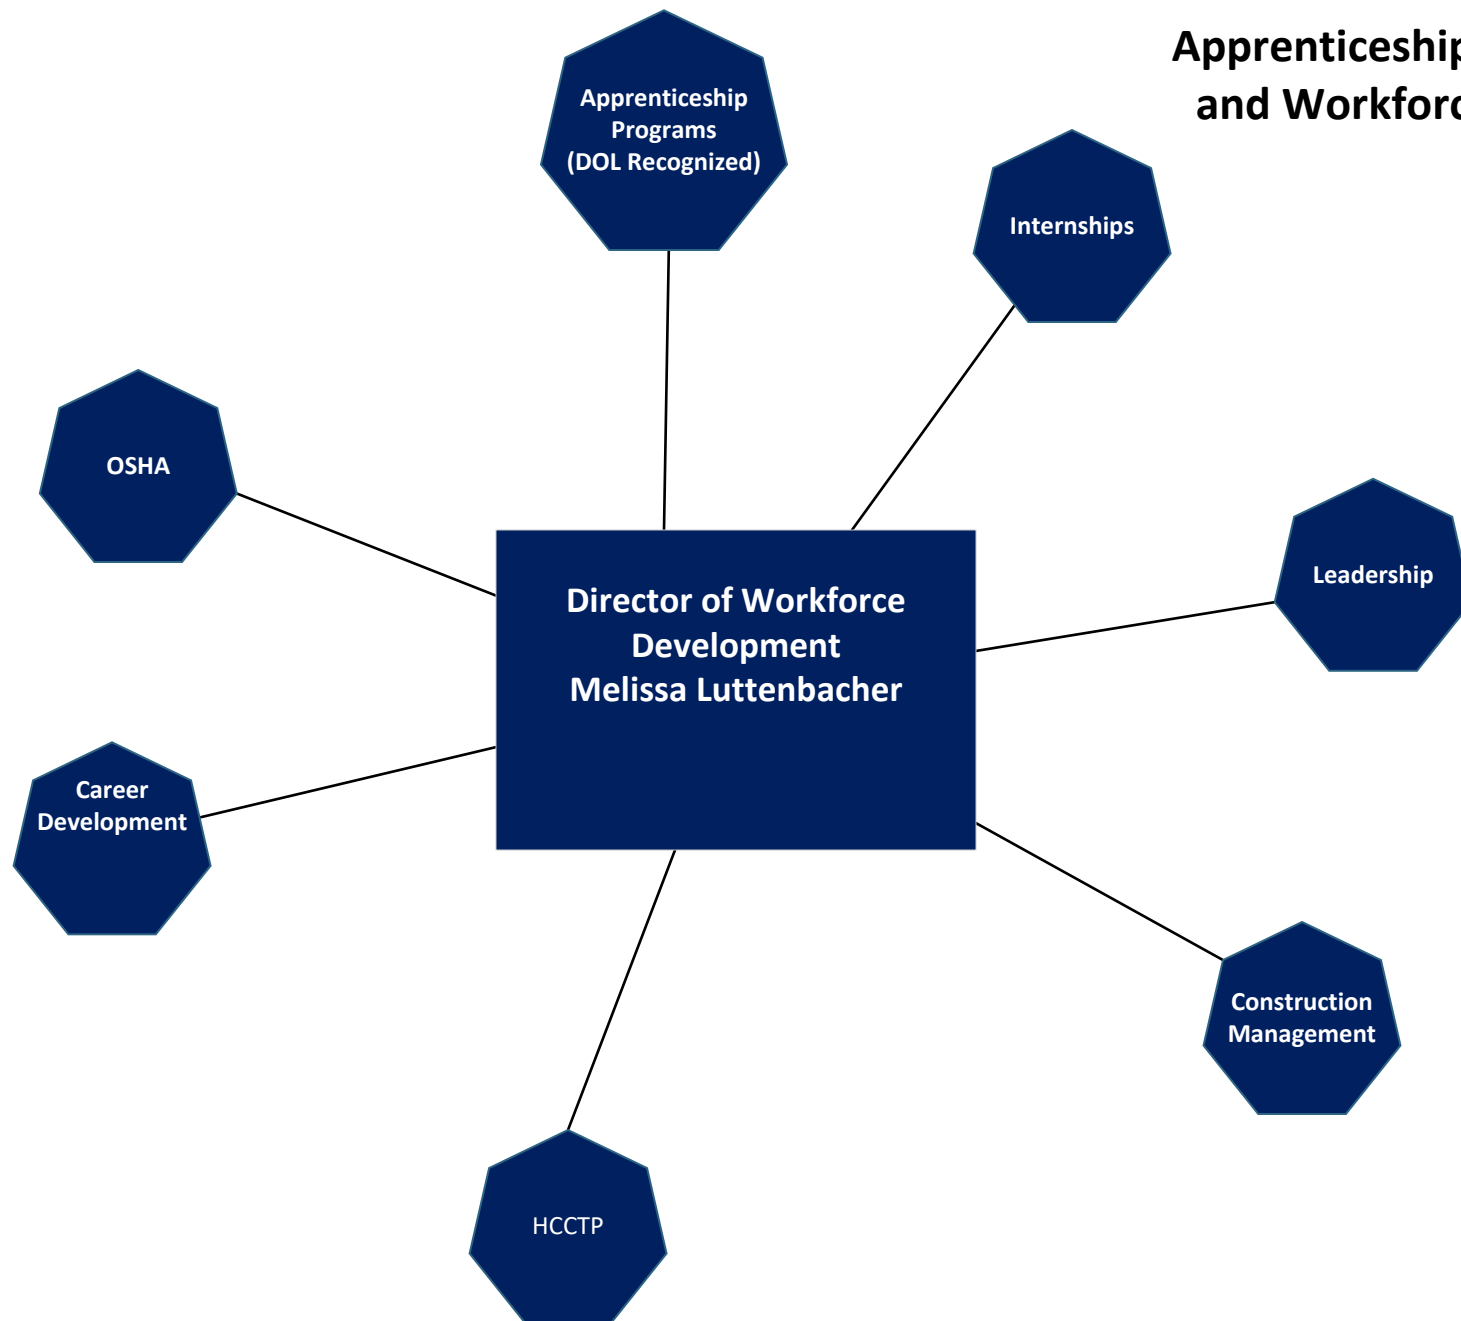 Apprenticeship
and Workforc
Apprenticeship
Programs
(DOL Recognized)
Internships
OSHA
Leadership
Director of Workforce
Development
Melissa Luttenbacher
Career
Development
Construction
Management
HCCTP